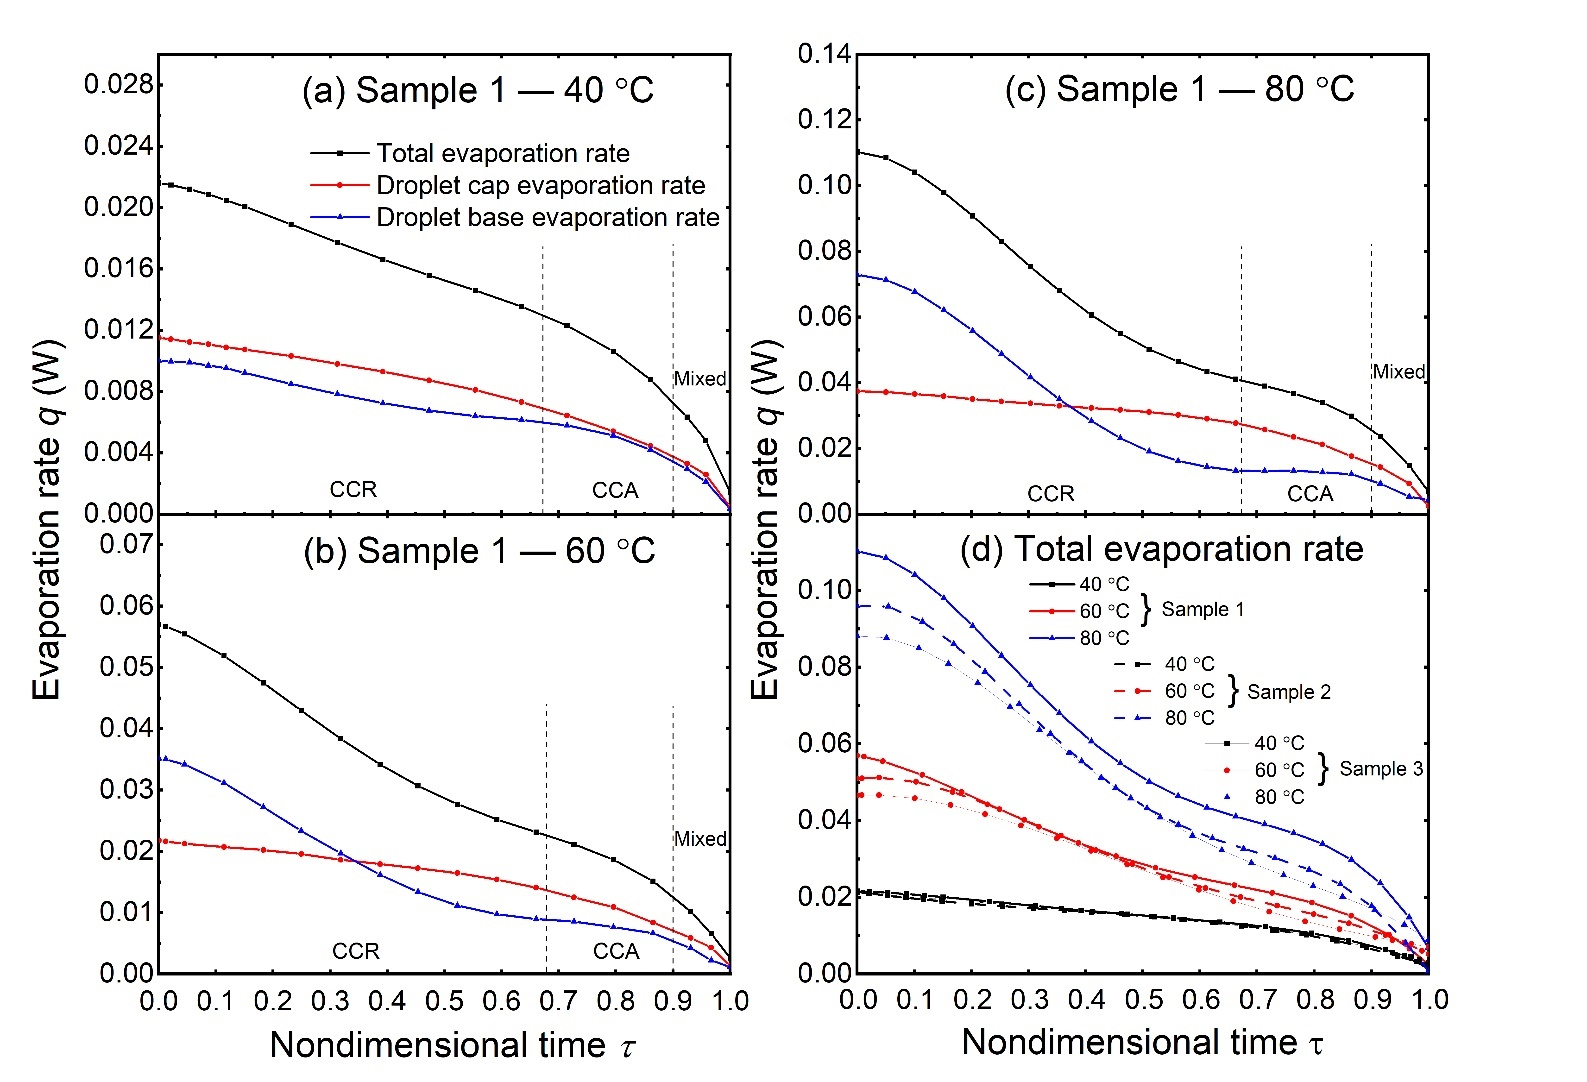 (a) Sample 1 — 40 °C
Total evaporation rate
Droplet cap evaporation rate
Droplet base evaporation rate
0.028
0.024
0.020
0.016
0.012
0.008
0.004
0.000
CCR
CCA
Mixed
(b) Sample 1 — 60 °C
0.07
0.06
0.05
0.04
0.03
0.02
0.01
0.00
CCR
CCA
Mixed
0.0 0.1 0.2 0.3 0.4 0.5 0.6 0.7 0.8 0.9 1.0
Nondimensional time τ
Evaporation rate q (W)
(c) Sample 1 — 80 °C
0.14
0.12
0.10
0.08
0.06
0.04
0.02
0.00
CCR
CCA
Mixed
(d) Total evaporation rate
40 °C
60 °C } Sample 1
80 °C
40 °C
60 °C } Sample 2
80 °C
40 °C
60 °C } Sample 3
80 °C
0.10
0.08
0.06
0.04
0.02
0.00
0.0 0.1 0.2 0.3 0.4 0.5 0.6 0.7 0.8 0.9 1.0
Nondimensional time τ
Evaporation rate q (W)